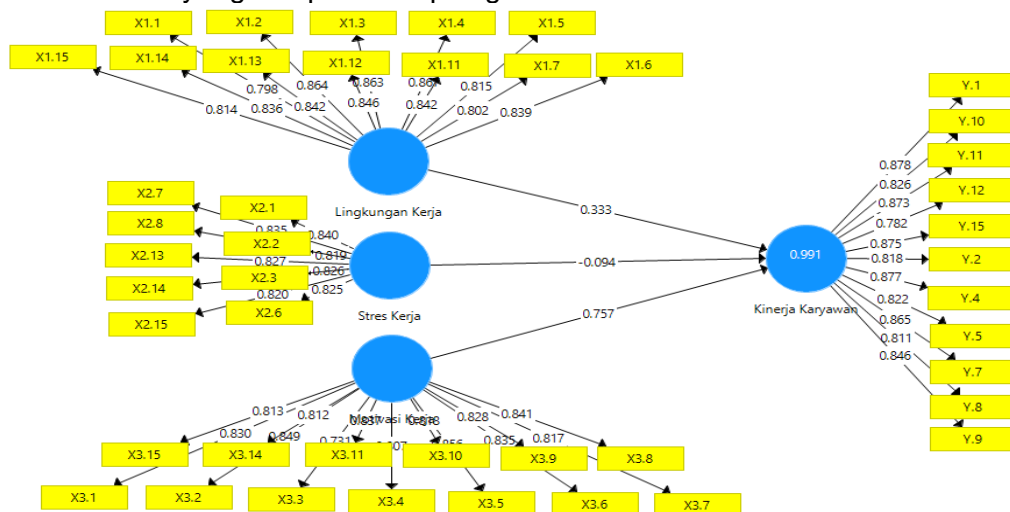 X1.1
X1.2
X1.3
X1.4
X1.5
X1.15
X1.14
X1.13
X1.12
X1.11
X1.7
X1.6
0.798
0.864
0.863
0.815
0.814
0.836
0.842
0.846
0.842
0.802
0.839
Lingkungan Kerja
0.333
X2.7
X2.1
X2.8
X2.2
X2.13
X2.3
X2.14
X2.6
X2.15
0.835
0.840
0.819
0.827
0.826
0.825
0.820
Stres Kerja
-0.094
0.757
0.991
Kinerja Karyawan
Y.1
Y.10
Y.11
Y.12
Y.15
Y.2
Y.4
Y.5
Y.7
Y.8
Y.9
0.878
0.826
0.873
0.782
0.875
0.818
0.877
0.822
0.865
0.811
0.846
Motivasi Kerja
0.813
0.812
0.828
0.841
0.830
0.849
0.731
0.835
0.817
X3.15
X3.14
X3.11
X3.10
X3.9
X3.8
X3.1
X3.2
X3.3
X3.4
X3.5
X3.6
X3.7